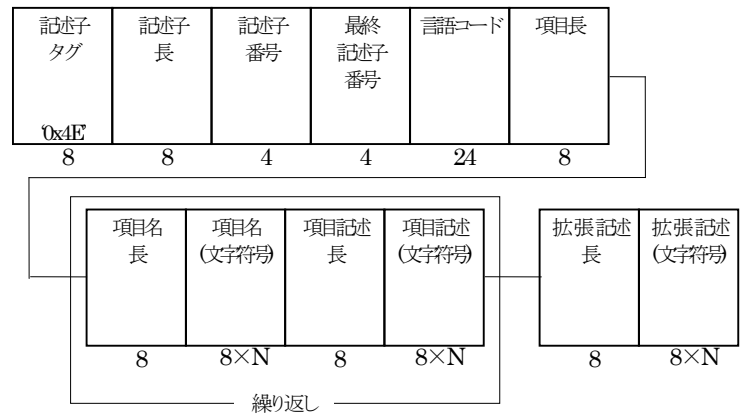 記述子
タグ
'0x4E'
記述子
長
記述子
番号
最終
記述子
番号
言語コード
項目長
8
8
4
4
24
8
項目名
長
項目名
(文字符号)
項目記述
長
項目記述
(文字符号)
拡張記述
長
拡張記述
(文字符号)
8
8×N
8
8×N
8
8×N
繰り返し